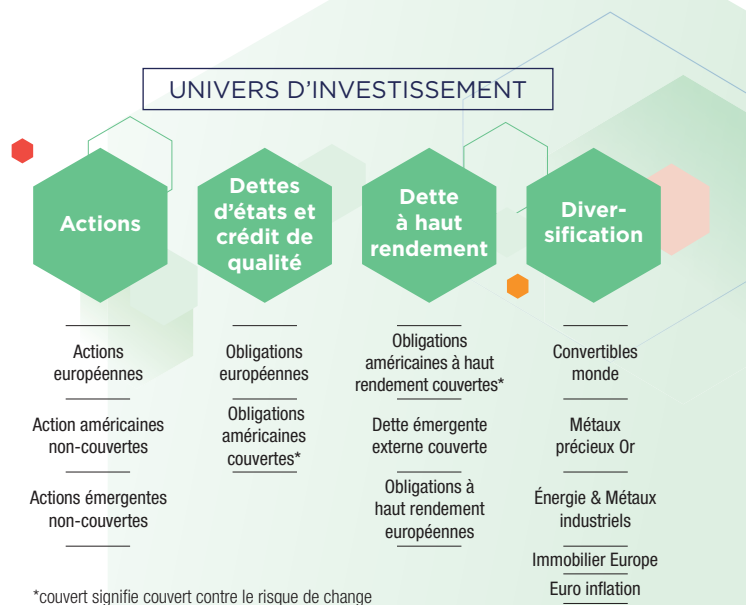 UNIVERS D'INVESTISSEMENT
Actions
Actions
européennes
Action américaines
non-couvertes
Actions émergentes
non-couvertes
Dettes
d'états et
crédit de
qualité
Obligations
européennes
Obligations
américaines
couvertes*
Dette
à haut
rendement
Obligations
américaines à haut
rendement couvertes*
Dette émergente
externe couverte
Obligations à
haut rendement
européennes
Diver-
sification
Convertibles
monde
Métaux
précieux Or
Énergie & Métaux
industriels
Immobilier Europe
Euro inflation
*couvert signifie couvert contre le risque de change